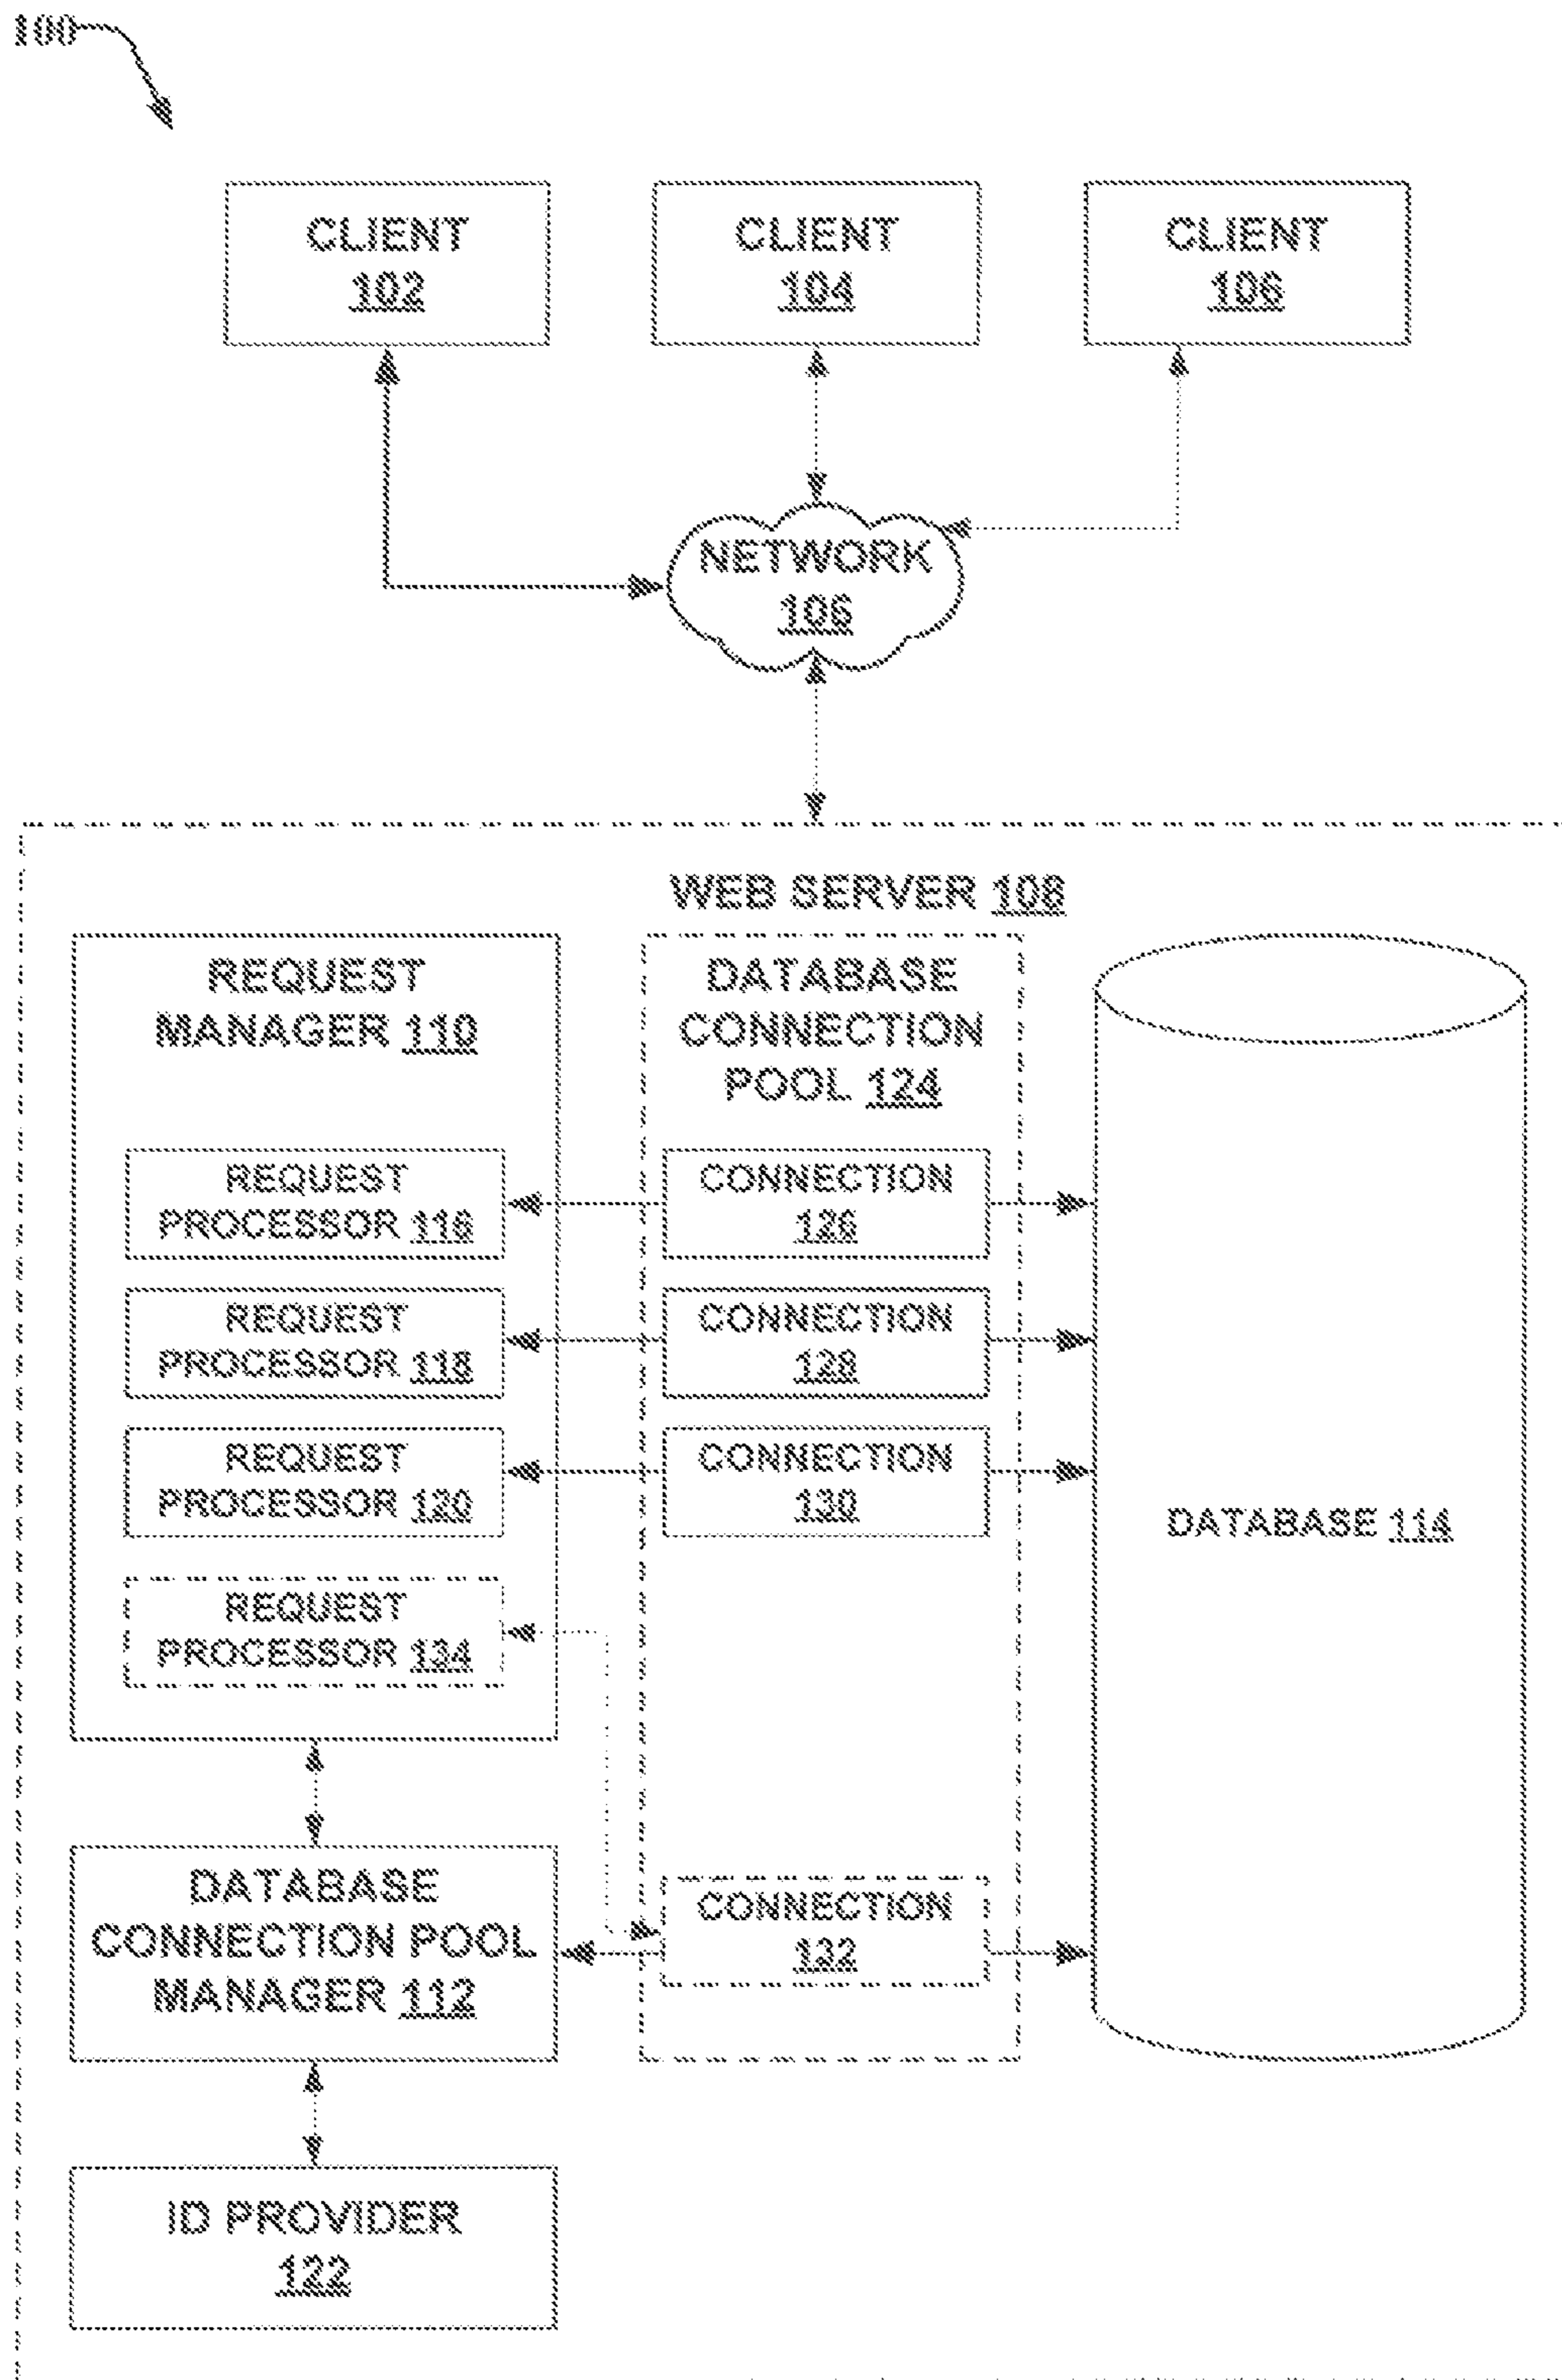 100
CLIENT
102
CLIENT
104
CLIENT
106
NETWORK
106
WEB SERVER 108
REQUEST
MANAGER 110
REQUEST
PROCESSOR 116
REQUEST
PROCESSOR 118
REQUEST
PROCESSOR 120
REQUEST
PROCESSOR 134
DATABASE
CONNECTION
POOL 124
CONNECTION
126
CONNECTION
128
CONNECTION
130
CONNECTION
132
DATABASE 114
DATABASE
CONNECTION POOL
MANAGER 112
ID PROVIDER
122